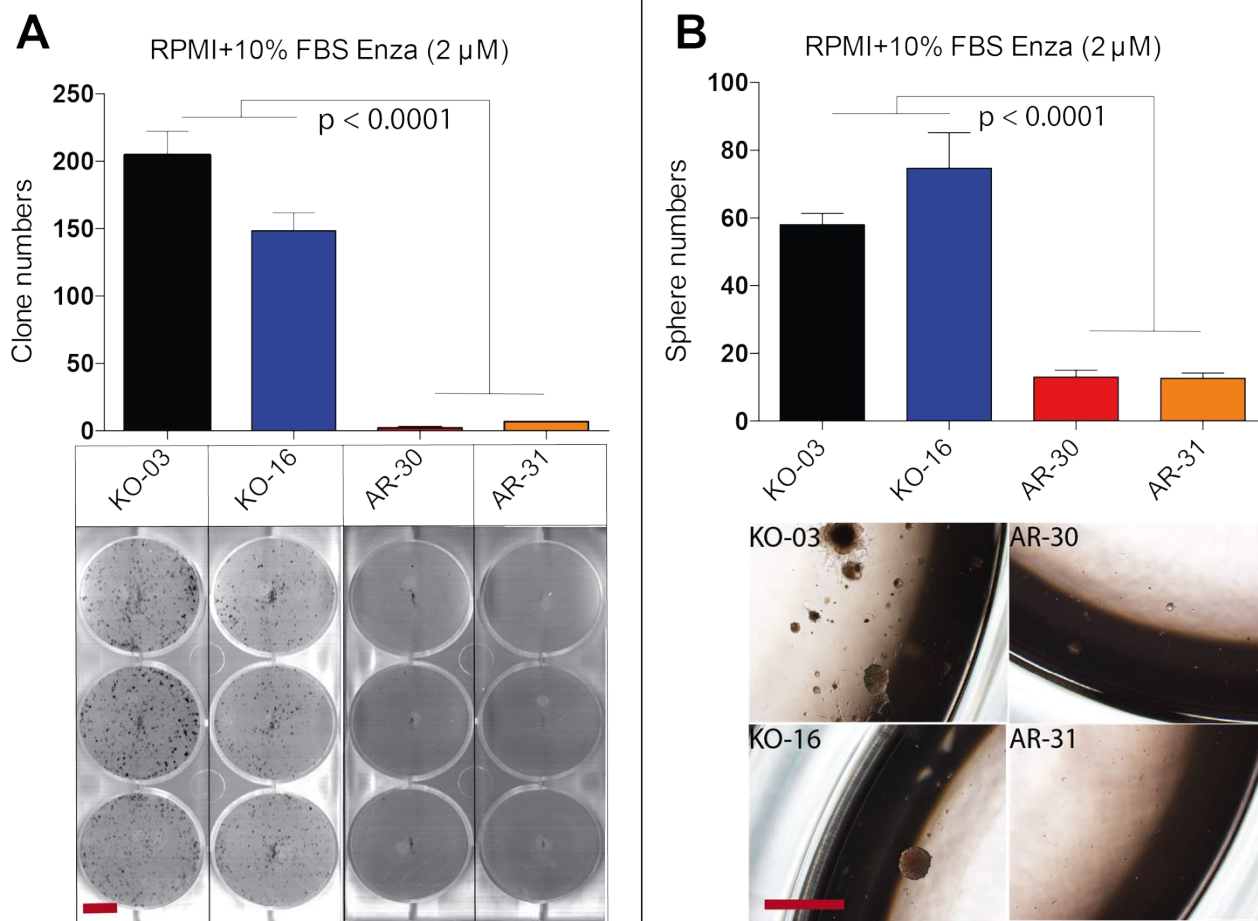 A
RPMI+10% FBS Enza (2 µM)
250
200
150
100
50
0
Clone numbers
p < 0.0001
KO-03
KO-16
AR-30
AR-31
B
RPMI+10% FBS Enza (2 µM)
100
80
60
40
20
0
Sphere numbers
p < 0.0001
KO-03
KO-16
AR-30
AR-31
KO-03
AR-30
KO-16
AR-31